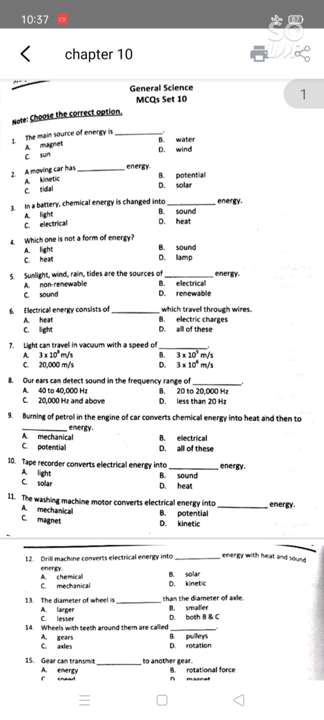 10:37
67
chapter 10
1
General Science
MCQs Set 10
Note: Choose the correct option.
1. The main source of energy is ____________.
A. magnet B. water
C. sun D. wind
2. A moving car has ____________ energy.
A. kinetic B. potential
C. tidal D. solar
3. In a battery, chemical energy is changed into ____________ energy.
A. light B. sound
C. electrical D. heat
4. Which one is not a form of energy?
A. light B. sound
C. heat D. lamp
5. Sunlight, wind, rain, tides are the sources of ____________ energy.
A. non-renewable B. electrical
C. sound D. renewable
6. Electrical energy consists of ____________ which travel through wires.
A. heat B. electric charges
C. light D. all of these
7. Light can travel in vacuum with a speed of ____________.
A. m/s B. m/s
C. 20,000 m/s D. m/s
8. Our ears can detect sound in the frequency range of ____________.
A. 40 to 40,000 Hz B. 20 to 20,000 Hz
C. 20,000 Hz and above D. less than 20 Hz
9. Burning of petrol in the engine of car converts chemical energy into heat and then to
____________ energy.
A. mechanical B. electrical
C. potential D. all of these
10. Tape recorder converts electrical energy into ____________ energy.
A. light B. sound
C. solar D. heat
11. The washing machine motor converts electrical energy into ____________ energy.
A. mechanical B. potential
C. magnet D. kinetic
12. Drill machine converts electrical energy into ____________ energy with heat and sound
energy.
A. chemical B. solar
C. mechanical D. kinetic
13. The diameter of wheel is ____________ than the diameter of axle.
A. larger B. smaller
C. lesser D. both B & C
14. Wheels with teeth around them are called ____________.
A. gears B. pulleys
C. axles D. rotation
15. Gear can transmit ____________ to another gear.
A. energy B. rotational force
C speed D magnet